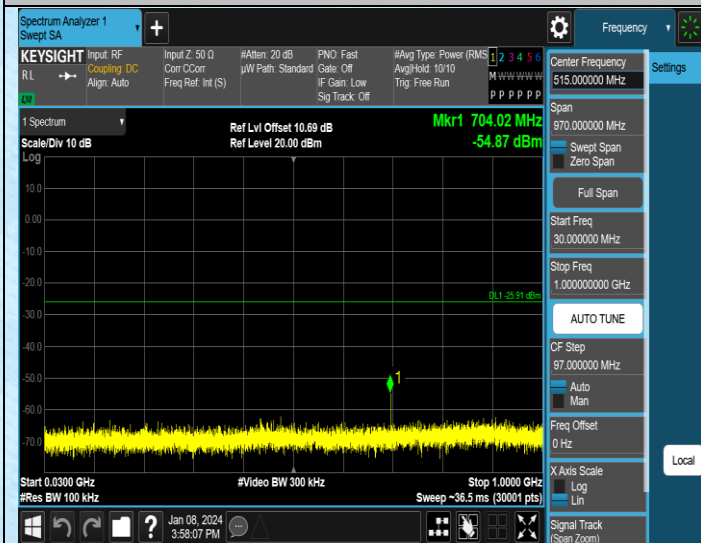 Spectrum Analyzer 1
Swept SA
+
Frequency
KEYSIGHT
RL
LXI
Input: RF
Coupling: DC
Align: Auto
Input Z: 50 Ω
Corr CCorr
Freq Ref: Int (S)
#Atten: 20 dB
µW Path: Standard
PNO: Fast
Gate: Off
IF Gain: Low
Sig Track: Off
#Avg Type: Power (RMS
Avg|Hold: 10/10
Trig: Free Run
1 2 3 4 5 6
M W W W W W
P P P P P P
1 Spectrum
Scale/Div 10 dB
Log
Ref Lvl Offset 10.69 dB
Ref Level 20.00 dBm
Mkr1 704.02 MHz
-54.87 dBm
10.0
0.00
-10.0
-20.0
-30.0
-40.0
-50.0
-60.0
-70.0
DL1 -25.91 dBm
1
Start 0.0300 GHz
#Res BW 100 kHz
#Video BW 300 kHz
Stop 1.0000 GHz
Sweep ~36.5 ms (30001 pts)
?
Jan 08, 2024
3:58:07 PM
Center Frequency
515.000000 MHz
Span
970.000000 MHz
Swept Span
Zero Span
Full Span
Start Freq
30.000000 MHz
Stop Freq
1.000000000 GHz
AUTO TUNE
CF Step
97.000000 MHz
Auto
Man
Freq Offset
0 Hz
X Axis Scale
Log
Lin
Signal Track
(Span Zoom)
Settings
Local